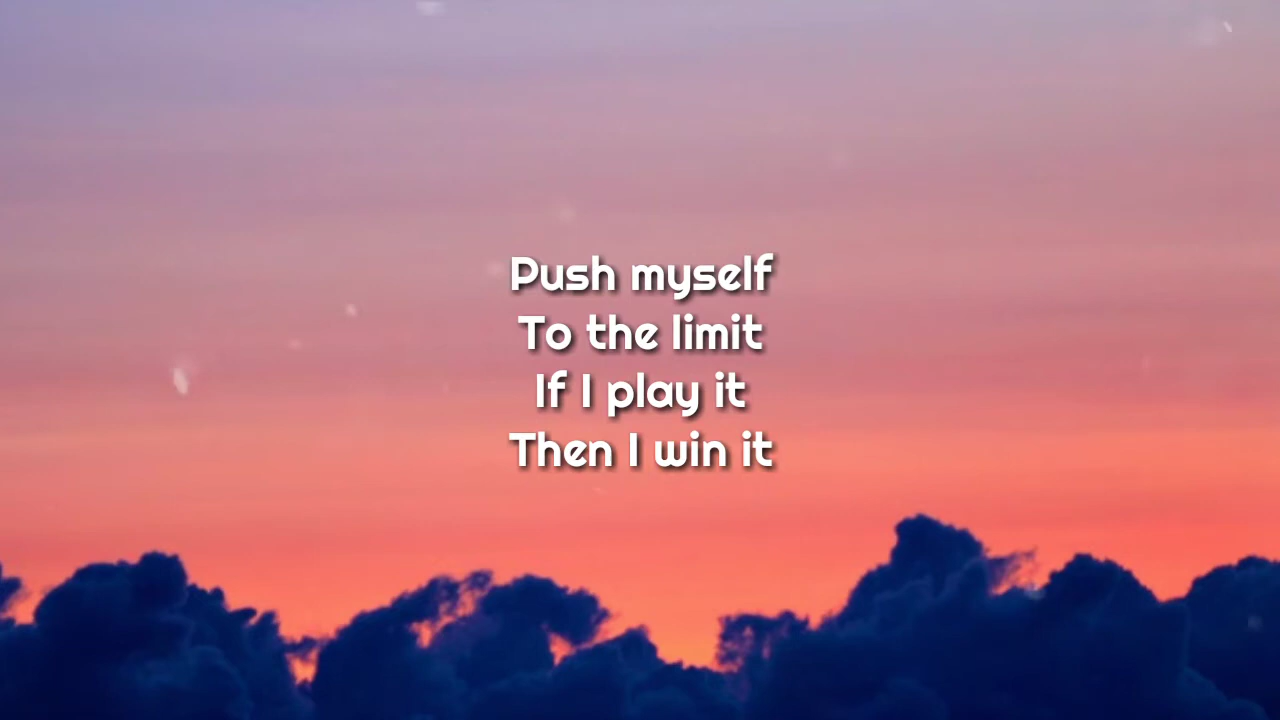 Push myself
To the limit
If I play it
Then I win it